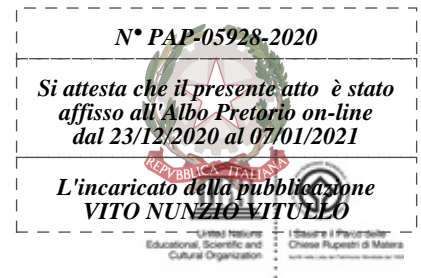 N° PAP-05928-2020
Si attesta che il presente atto è stato
affisso all'Albo Pretorio on-line
dal 23/12/2020 al 07/01/2021
L'incaricato della pubblicazione
VITO NUNZIO VITULLO
REPVBBLICA ITALIANA
United Nations
Educational, Scientific and
Cultural Organization
I Sassi e il Parco delle
Chiese Rupestri di Matera